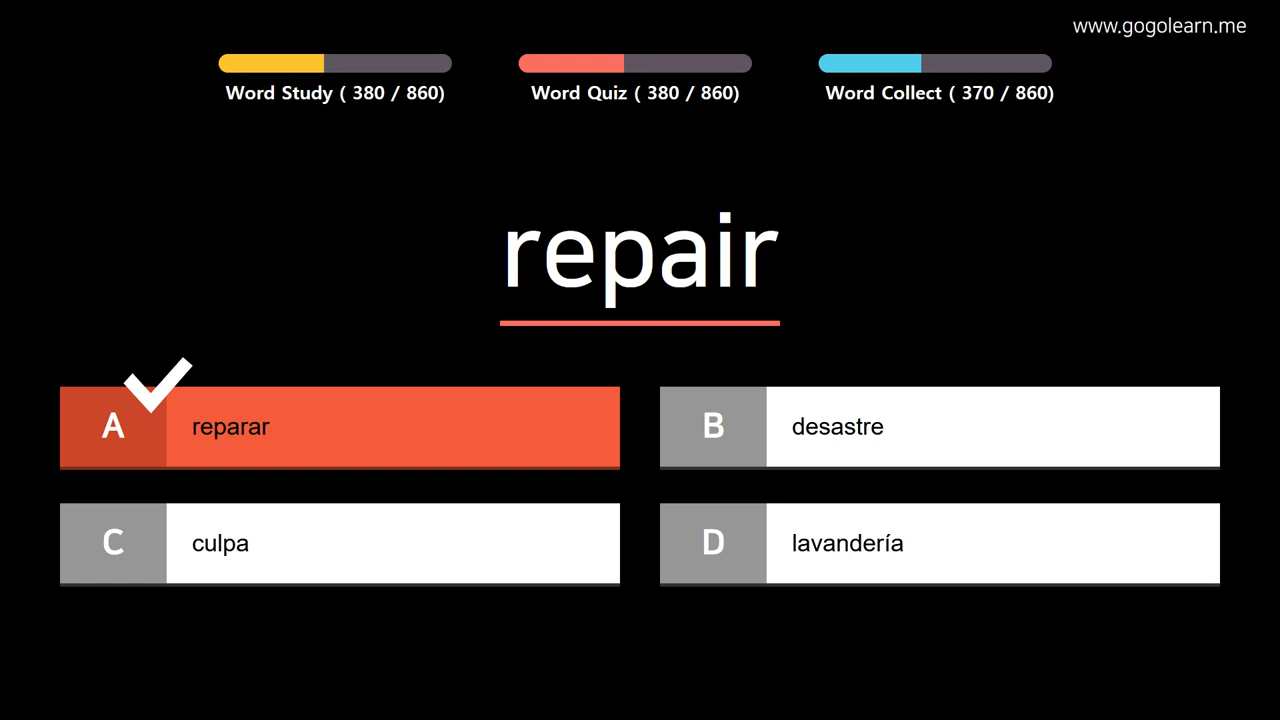 www.gogolearn.me
Word Study ( 380 / 860)
Word Quiz ( 380 / 860)
Word Collect ( 370 / 860)
repair
A reparar
B desastre
C culpa
D lavandería